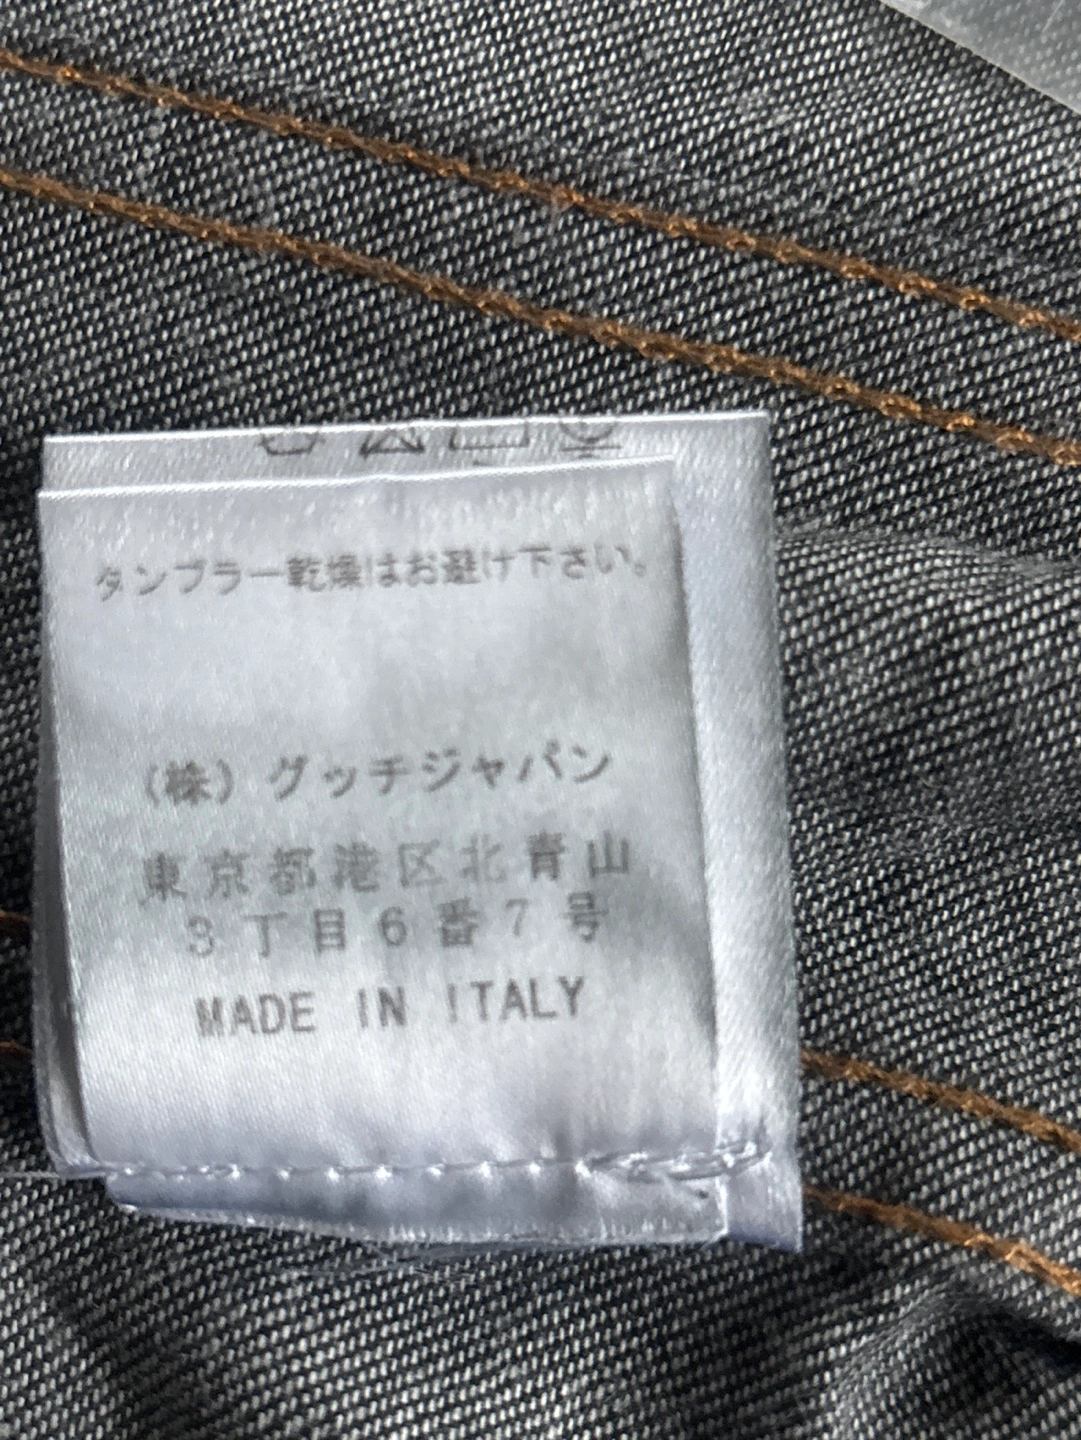 タンブラー乾燥はお避け下さい。
(株) グッチジャパン
東京都港区北青山
3丁目6番7号
MADE IN ITALY